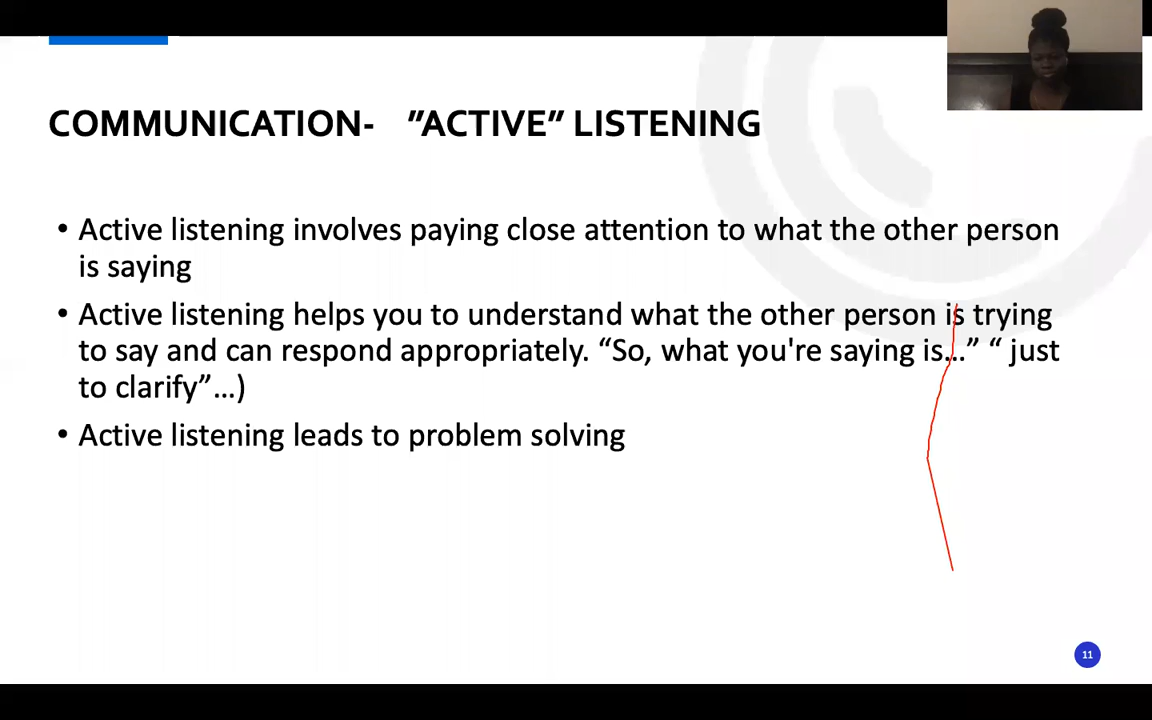 COMMUNICATION- "ACTIVE" LISTENING
• Active listening involves paying close attention to what the other person
is saying
• Active listening helps you to understand what the other person is trying
to say and can respond appropriately. “So, what you're saying is...” “ just
to clarify”...)
• Active listening leads to problem solving
11